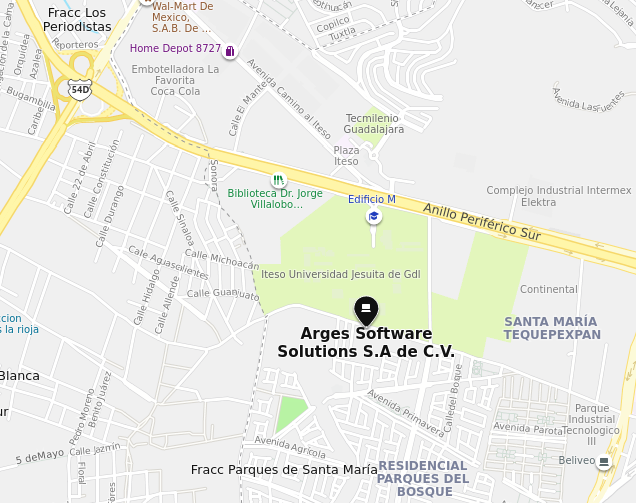 Wal-Mart De
Mexico,
S.A.B. De ...
Fracc Los
Periodistas
Reporteros
Home Depot 8727
Copilco
Tuxtla
Orquídea
Azalea
Embotelladora La
Favorita
Coca Cola
54D
Bugambilia
Caribe
Avenida Camino al Iteso
Calle El Mante
Avenida Las Fuentes
Tecmilenio
Guadalajara
Plaza
Iteso
Calle 22 de Abril
Calle Constitución
Calle Durango
Sonora
Calle Sinaloa
Biblioteca Dr. Jorge
Villalobo...
Edificio M
Complejo Industrial Intermex
Elektra
Anillo Periférico Sur
Calle Michoacán
Calle Aguascalientes
Calle Hidalgo
Calle Allende
Calle Guanjuato
Iteso Universidad Jesuita de Gdl
Continental
SANTA MARÍA
TEQUEPEXPAN
ccion
s la rioja
Arges Software
Solutions S.A de C.V.
Blanca
ur
Pedro Moreno
Benito Juárez
Calledel Bosque
Avenida Primavera
Avenida Parota
Parque
Industrial
Tecnologico
III
5 deMayo
Calle Jazmín
Floral
Avenida Agrícola
Fracc Parques de Santa María
RESIDENCIAL
PARQUES DEL
BOSQUE
Beliveo